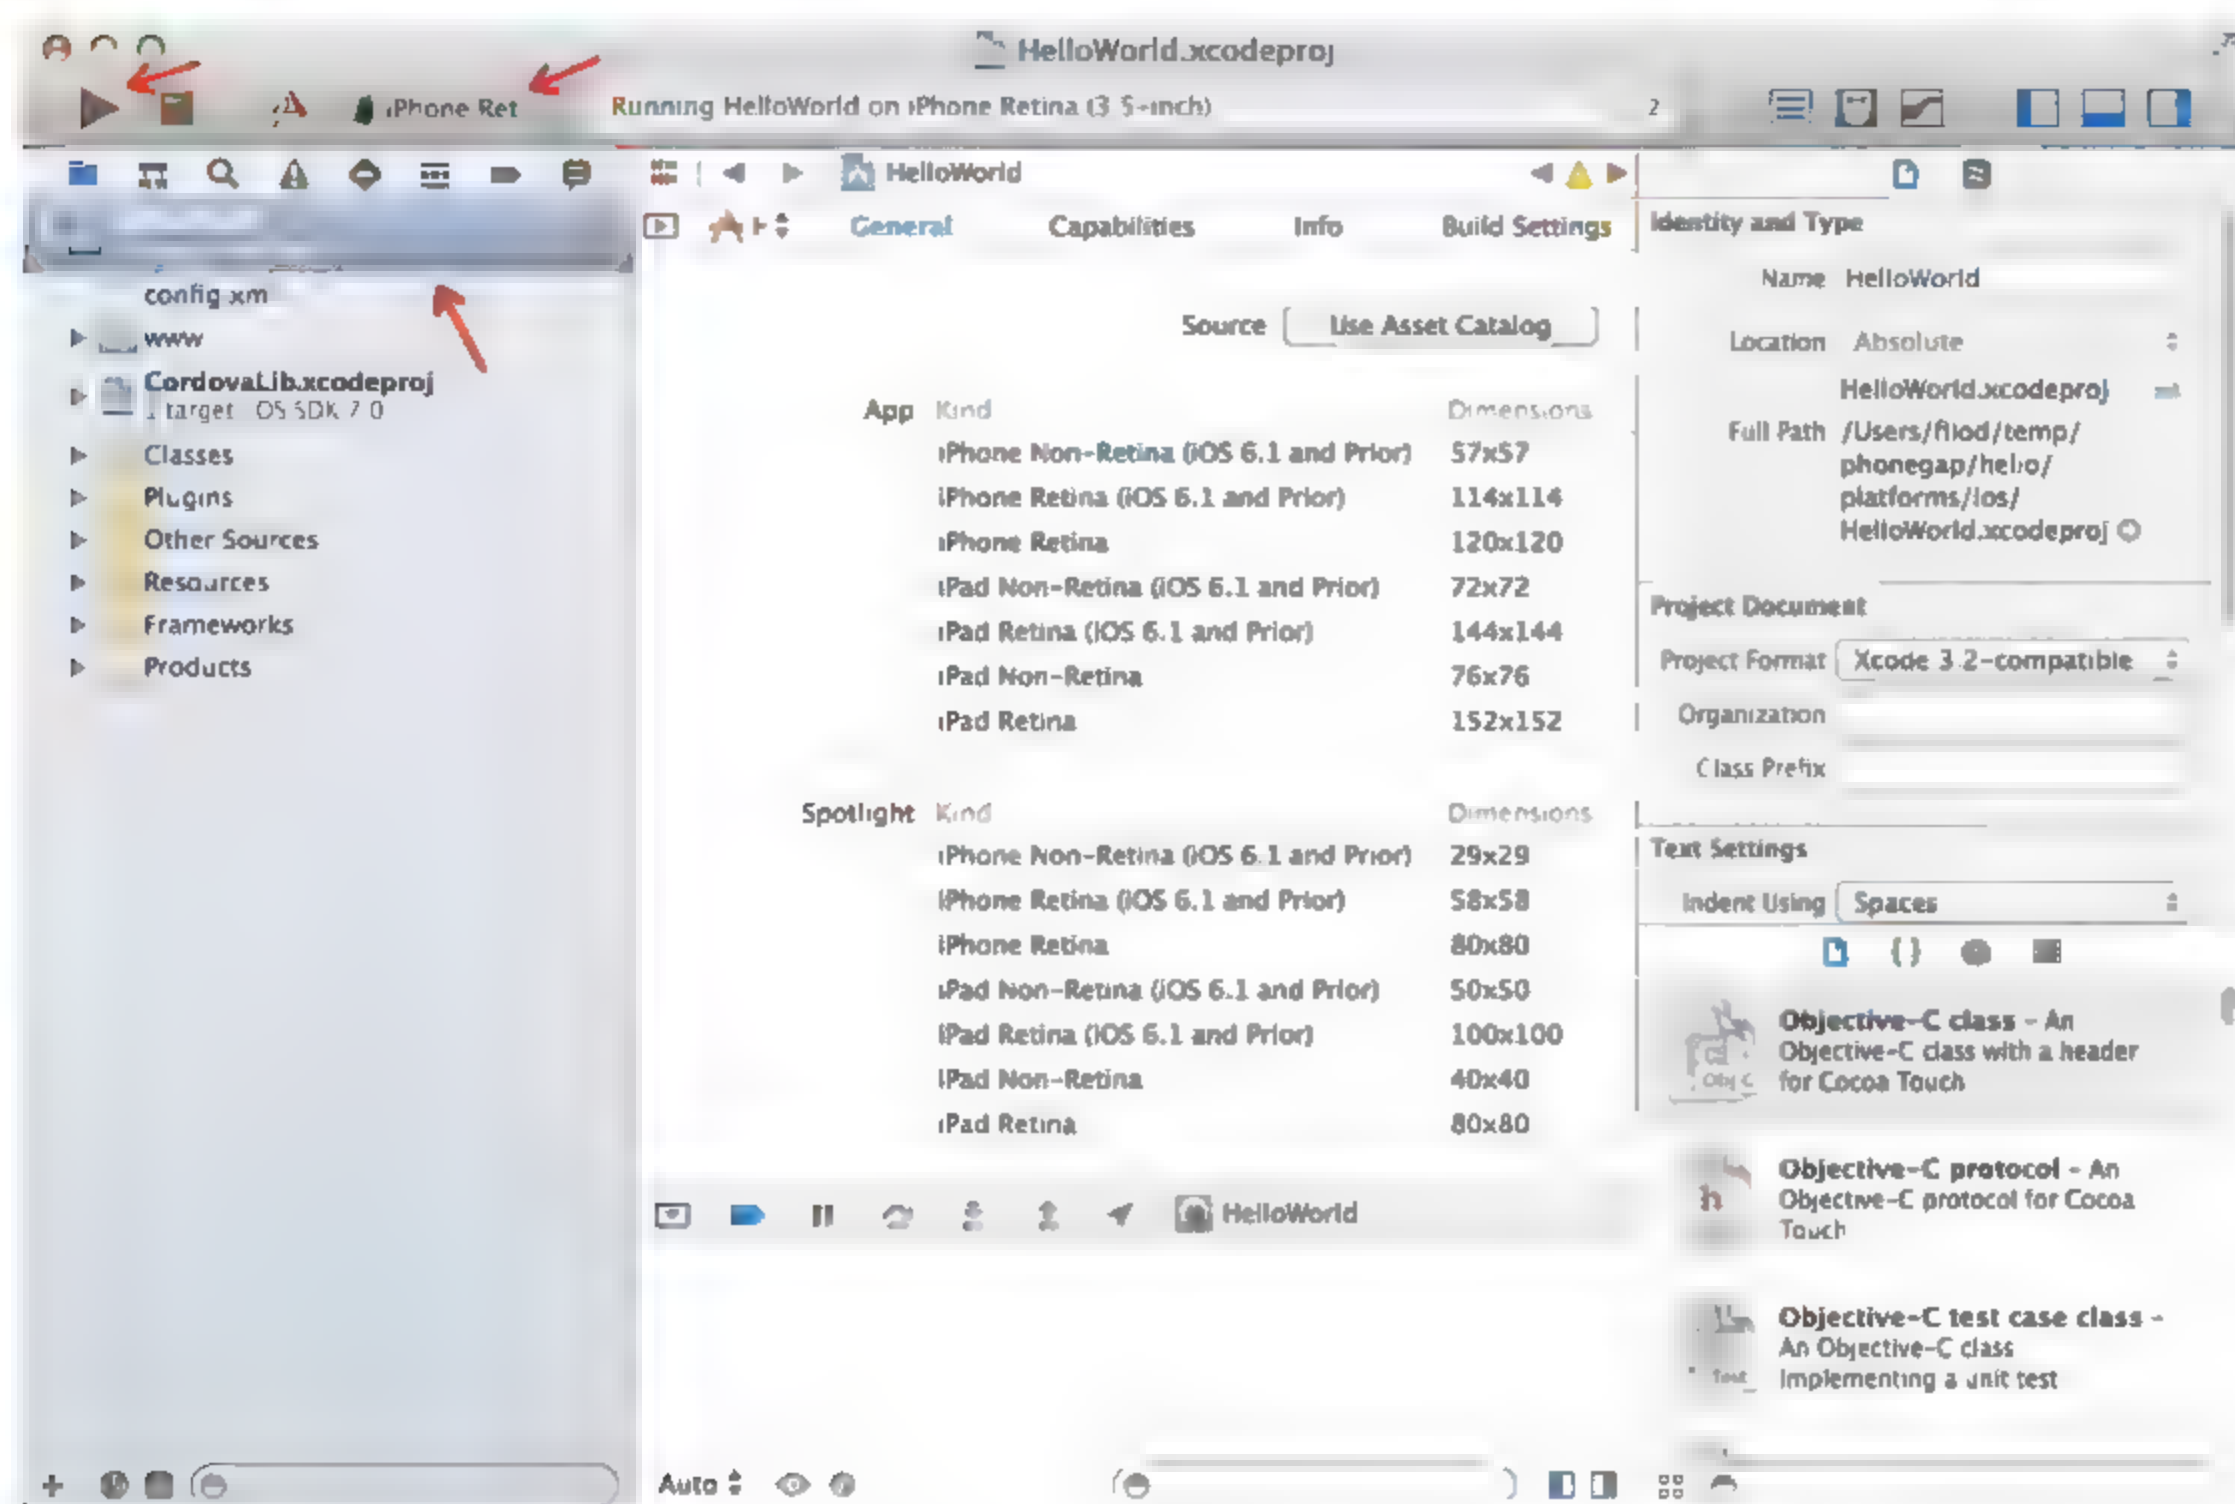 HelloWorld.xcodeproj
iPhone Ret
Running HelloWorld on iPhone Retina (3 5-inch)
2
HelloWorld
General Capabilities Info Build Settings
config xm
www
CordovaLib.xcodeproj
target OS SDK 7 0
Classes
Plugins
Other Sources
Resources
Frameworks
Products
Source Use Asset Catalog
App Kind Dimensions
iPhone Non-Retina (iOS 6.1 and Prior) 57x57
iPhone Retina (iOS 6.1 and Prior) 114x114
iPhone Retina 120x120
iPad Non-Retina (iOS 6.1 and Prior) 72x72
iPad Retina (iOS 6.1 and Prior) 144x144
iPad Non-Retina 76x76
iPad Retina 152x152
Spotlight Kind Dimensions
iPhone Non-Retina (iOS 6.1 and Prior) 29x29
iPhone Retina (iOS 6.1 and Prior) 58x58
iPhone Retina 80x80
iPad Non-Retina (iOS 6.1 and Prior) 50x50
iPad Retina (iOS 6.1 and Prior) 100x100
iPad Non-Retina 40x40
iPad Retina 80x80
HelloWorld
Auto
Identity and Type
Name HelloWorld
Location Absolute
HelloWorld.xcodeproj
Full Path /Users/filod/temp/
phonegap/hello/
platforms/ios/
HelloWorld.xcodeproj
Project Document
Project Format Xcode 3.2-compatible
Organization
Class Prefix
Text Settings
Indent Using Spaces
{ }
Obj C
Objective-C class - An
Objective-C class with a header
for Cocoa Touch
h
Objective-C protocol - An
Objective-C protocol for Cocoa
Touch
Test
Objective-C test case class -
An Objective-C class
implementing a unit test